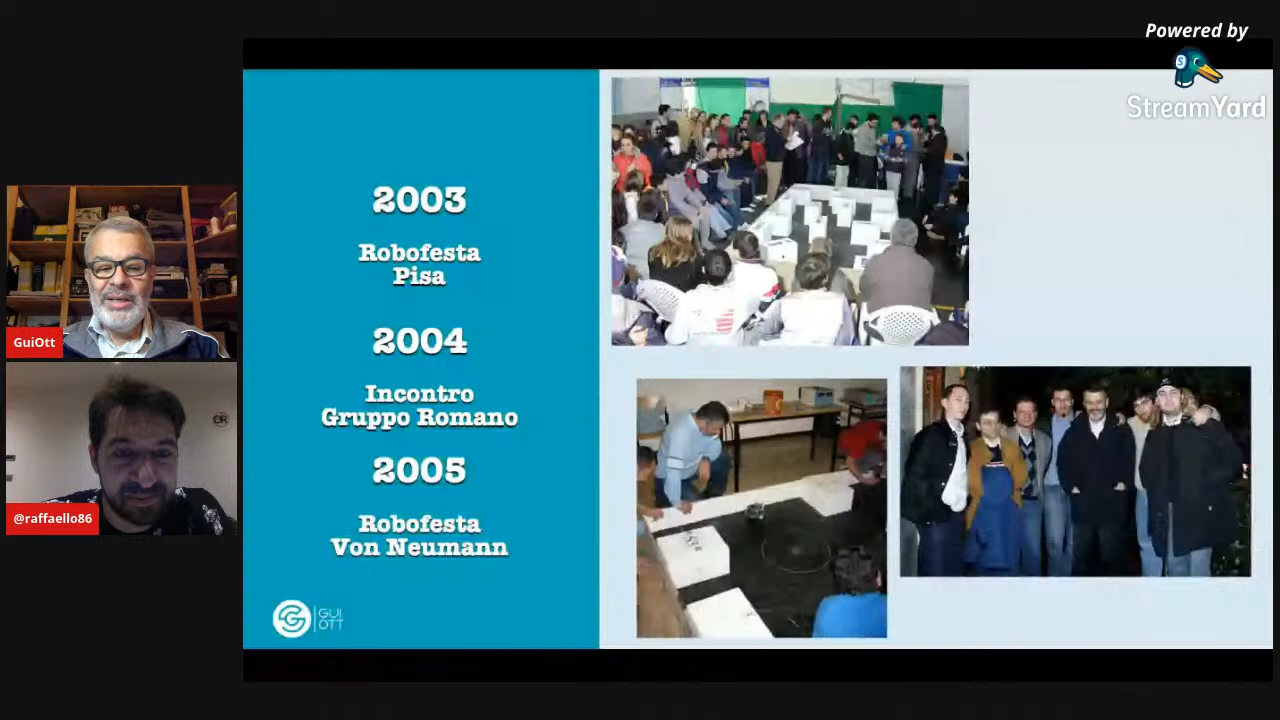 Powered by
StreamYard
2003
Robofesta
Pisa
2004
Incontro
Gruppo Romano
2005
Robofesta
Von Neumann
GUI
OTT
GuiOtt
@raffaello86